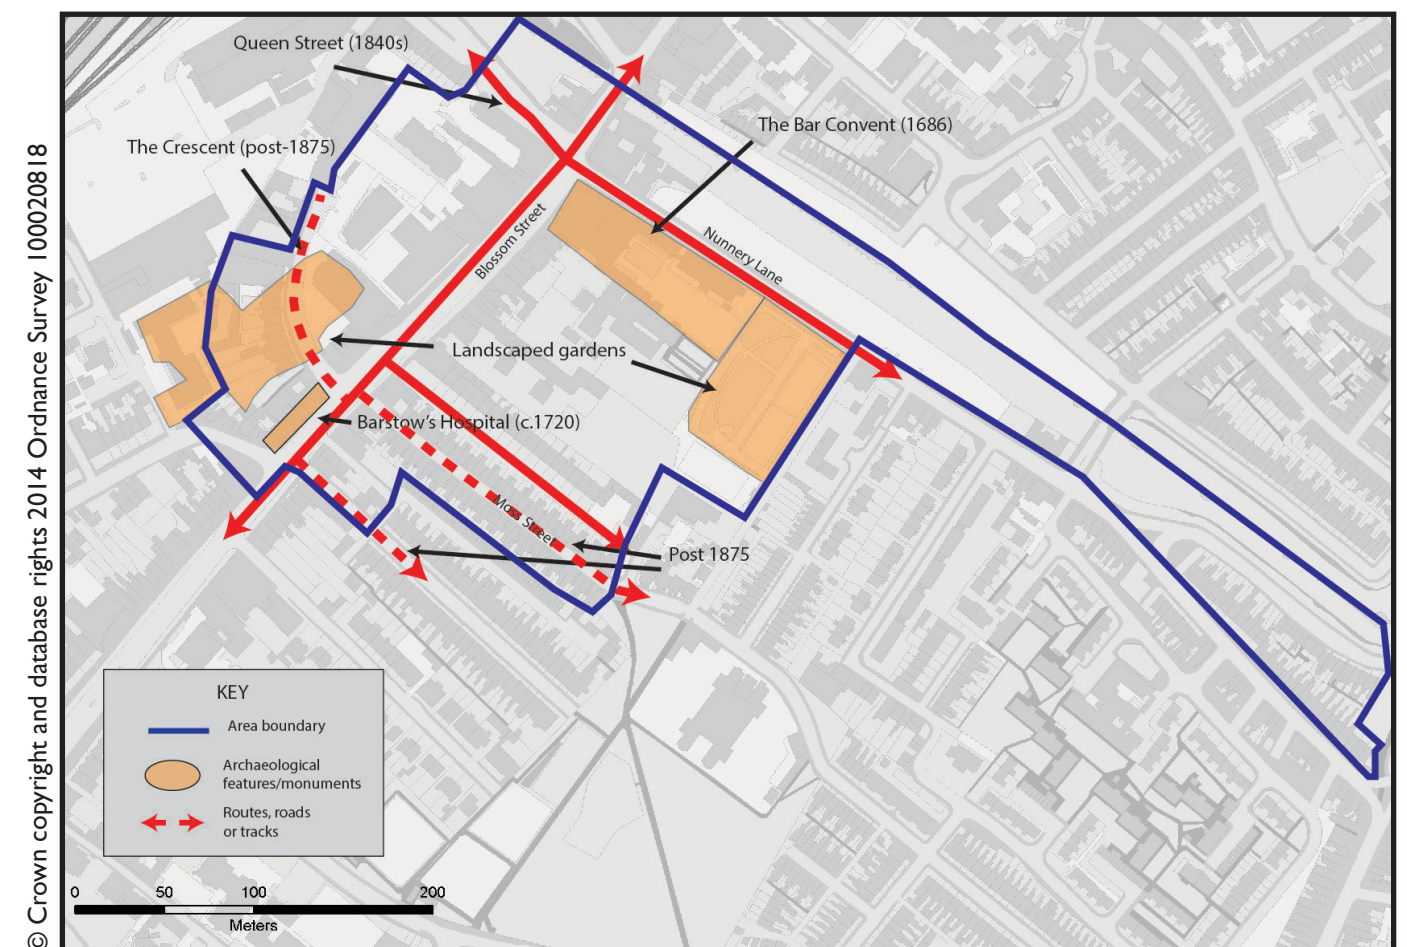 © Crown copyright and database rights 2014 Ordnance Survey 100020818
Queen Street (1840s)
The Crescent (post-1875)
The Bar Convent (1686)
Blossom Street
Nunnery Lane
Landscaped gardens
Barstow's Hospital (c.1720)
Moss Street
Post 1875
KEY
Area boundary
Archaeological
features/monuments
Routes, roads
or tracks
0 50 100 200
Meters